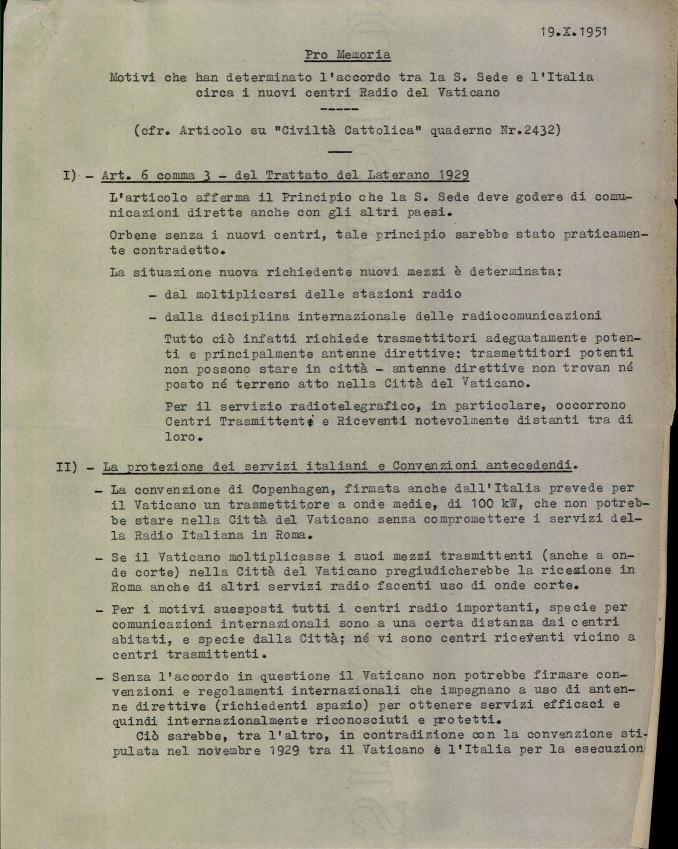 19.X.1951
Pro Memoria
Motivi che han determinato l'accordo tra la S. Sede e l'Italia
circa i nuovi centri Radio del Vaticano
-----
(cfr. Articolo su "Civiltà Cattolica" quaderno Nr.2432)
I) - Art. 6 comma 3 - del Trattato del Laterano 1929
L'articolo afferma il Principio che la S. Sede deve godere di comu-
nicazioni dirette anche con gli altri paesi.
Orbene senza i nuovi centri, tale principio sarebbe stato praticamen-
te contradetto.
La situazione nuova richiedente nuovi mezzi è determinata:
- dal moltiplicarsi delle stazioni radio
- dalla disciplina internazionale delle radiocomunicazioni
Tutto ciò infatti richiede trasmettitori adeguatamente poten-
ti e principalmente antenne direttive: trasmettitori potenti
non possono stare in città - antenne direttive non trovan né
posto né terreno atto nella Città del Vaticano.
Per il servizio radiotelegrafico, in particolare, occorrono
Centri Trasmittenti e Riceventi notevolmente distanti tra di
loro.
II) - La protezione dei servizi italiani e Convenzioni antecedendi.
- La convenzione di Copenhagen, firmata anche dall'Italia prevede per
il Vaticano un trasmettitore a onde medie, di 100 kW, che non potreb-
be stare nella Città del Vaticano senza compromettere i servizi del-
la Radio Italiana in Roma.
- Se il Vaticano moltiplicasse i suoi mezzi trasmittenti (anche a on-
de corte) nella Città del Vaticano pregiudicherebbe la ricezione in
Roma anche di altri servizi radio facenti uso di onde corte.
- Per i motivi suesposti tutti i centri radio importanti, specie per
comunicazioni internazionali sono a una certa distanza dai centri
abitati, e specie dalla Città; né vi sono centri riceventi vicino a
centri trasmittenti.
- Senza l'accordo in questione il Vaticano non potrebbe firmare con-
venzioni e regolamenti internazionali che impegnano a uso di anten-
ne direttive (richiedenti spazio) per ottenere servizi efficaci e
quindi internazionalmente riconosciuti e protetti.
Ciò sarebbe, tra l'altro, in contradizione con la convenzione sti-
pulata nel novembre 1929 tra il Vaticano è l'Italia per la esecuzion